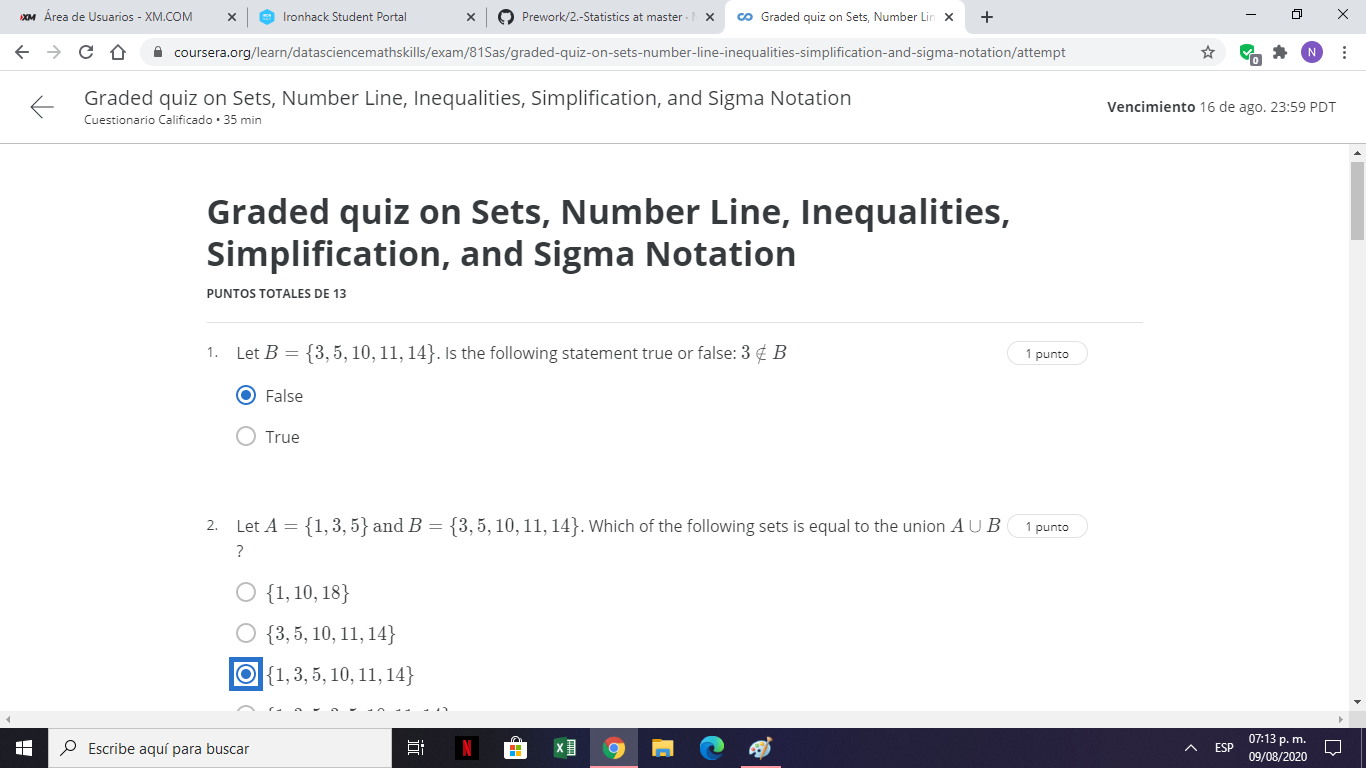 XM Área de Usuarios - XM.COM
Ironhack Student Portal
Prework/2.-Statistics at master ·
Graded quiz on Sets, Number Lin
coursera.org/learn/datasciencemathskills/exam/81Sas/graded-quiz-on-sets-number-line-inequalities-simplification-and-sigma-notation/attempt
0
N
Graded quiz on Sets, Number Line, Inequalities, Simplification, and Sigma Notation
Cuestionario Calificado • 35 min
Vencimiento 16 de ago. 23:59 PDT
Graded quiz on Sets, Number Line, Inequalities,
Simplification, and Sigma Notation
PUNTOS TOTALES DE 13
1. Let B = {3, 5, 10, 11, 14}. Is the following statement true or false: 3 ∉ B
1 punto
False
True
2. Let A = {1, 3, 5} and B = {3, 5, 10, 11, 14}. Which of the following sets is equal to the union A ∪ B
?
1 punto
{1, 10, 18}
{3, 5, 10, 11, 14}
{1, 3, 5, 10, 11, 14}
Escribe aquí para buscar
N
ESP
07:13 p. m.
09/08/2020